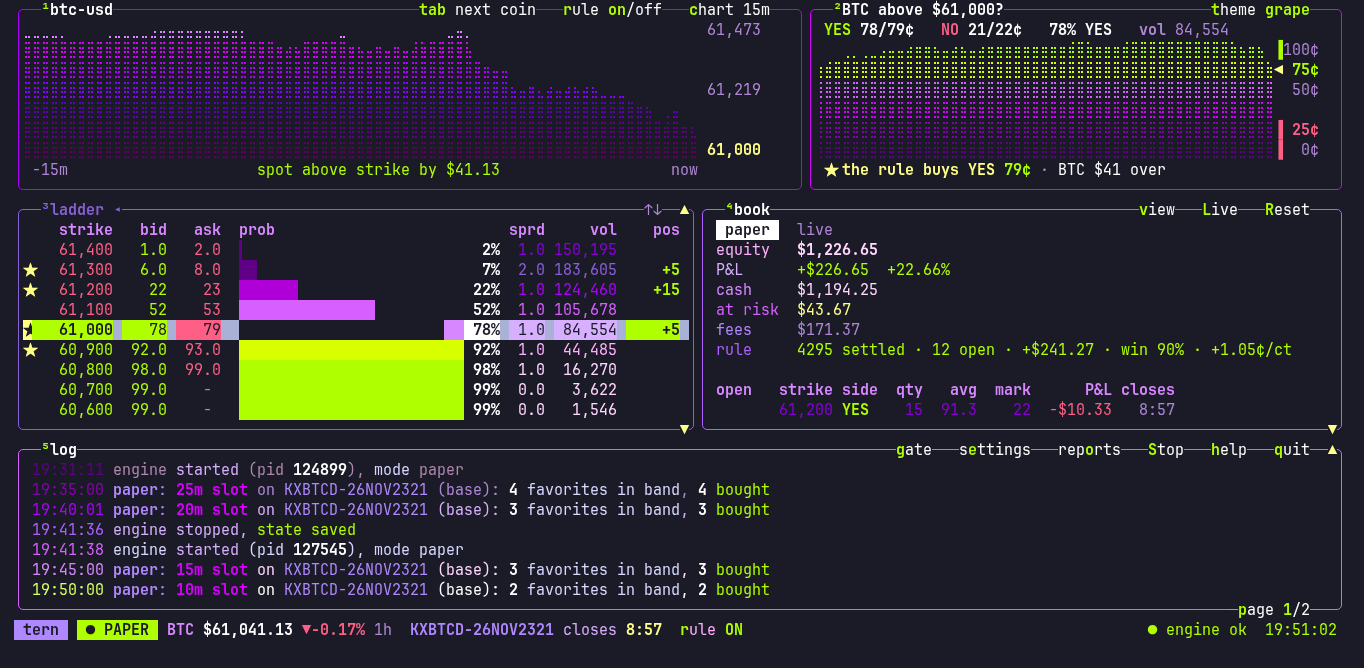 ¹btc-usd tab next coin rule on/off chart 15m
61,473
61,219
61,000
-15m spot above strike by $41.13 now
²BTC above $61,000? theme grape
YES 78/79¢ NO 21/22¢ 78% YES vol 84,554
100¢
75¢
50¢
25¢
0¢
★the rule buys YES 79¢ · BTC $41 over
³ladder ◂ ↑↓ ▲
strike bid ask prob sprd vol pos
61,400 1.0 2.0 2% 1.0 150,195
★ 61,300 6.0 8.0 7% 2.0 183,605 +5
★ 61,200 22 23 22% 1.0 124,460 +15
61,100 52 53 52% 1.0 105,678
★ 61,000 78 79 78% 1.0 84,554 +5
★ 60,900 92.0 93.0 92% 1.0 44,485
60,800 98.0 99.0 98% 1.0 16,270
60,700 99.0 - 99% 0.0 3,622
60,600 99.0 - 99% 0.0 1,546
▼
⁴book view Live Reset
paper live
equity $1,226.65
P&L +$226.65 +22.66%
cash $1,194.25
at risk $43.67
fees $171.37
rule 4295 settled · 12 open · +$241.27 · win 90% · +1.05¢/ct
open strike side qty avg mark P&L closes
61,200 YES 15 91.3 22 -$10.33 8:57
▼
⁵log gate settings reports Stop help quit ▲
19:31:11 engine started (pid 124899), mode paper
19:35:00 paper: 25m slot on KXBTCD-26NOV2321 (base): 4 favorites in band, 4 bought
19:40:01 paper: 20m slot on KXBTCD-26NOV2321 (base): 3 favorites in band, 3 bought
19:41:36 engine stopped, state saved
19:41:38 engine started (pid 127545), mode paper
19:45:00 paper: 15m slot on KXBTCD-26NOV2321 (base): 3 favorites in band, 3 bought
19:50:00 paper: 10m slot on KXBTCD-26NOV2321 (base): 2 favorites in band, 2 bought
page 1/2
tern ● PAPER BTC $61,041.13 ▼-0.17% 1h KXBTCD-26NOV2321 closes 8:57 rule ON ● engine ok 19:51:02